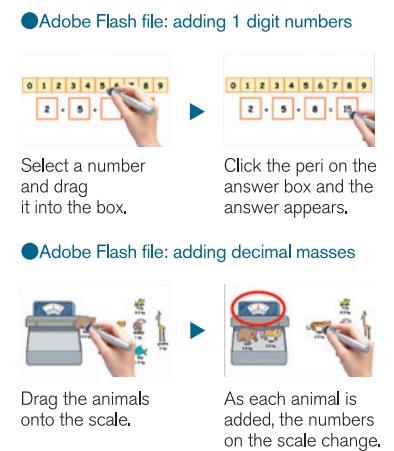 ●Adobe Flash file: adding 1 digit numbers
0 1 2 3 4 5 6 7 8 9
0 1 2 3 4 5 6 7 8 9
2 + 5 +
2 + 5 + 8 = 15
Select a number
and drag
it into the box.
Click the peri on the
answer box and the
answer appears.
●Adobe Flash file: adding decimal masses
Drag the animals
onto the scale.
As each animal is
added, the numbers
on the scale change.